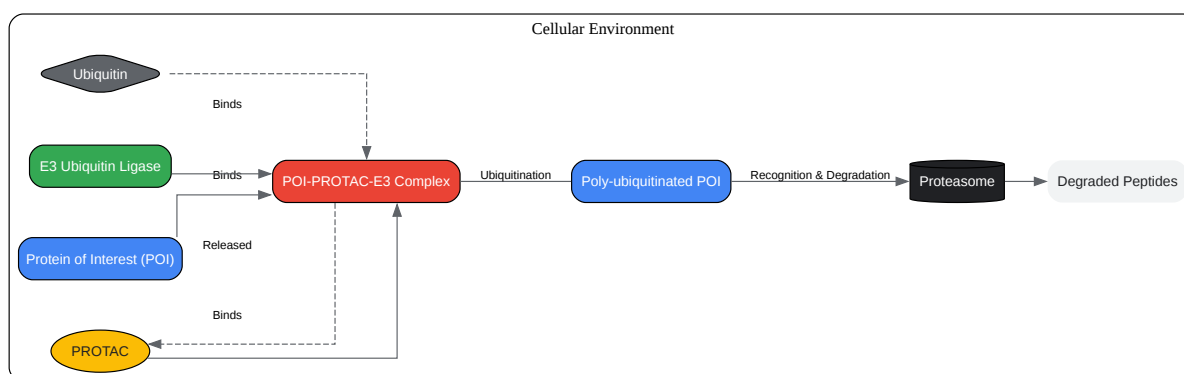 Cellular Environment
Ubiquitin
Binds
E3 Ubiquitin Ligase
Binds
POI-PROTAC-E3 Complex
Ubiquitination
Poly-ubiquitinated POI
Recognition & Degradation
Proteasome
Degraded Peptides
Released
Protein of Interest (POI)
Binds
PROTAC